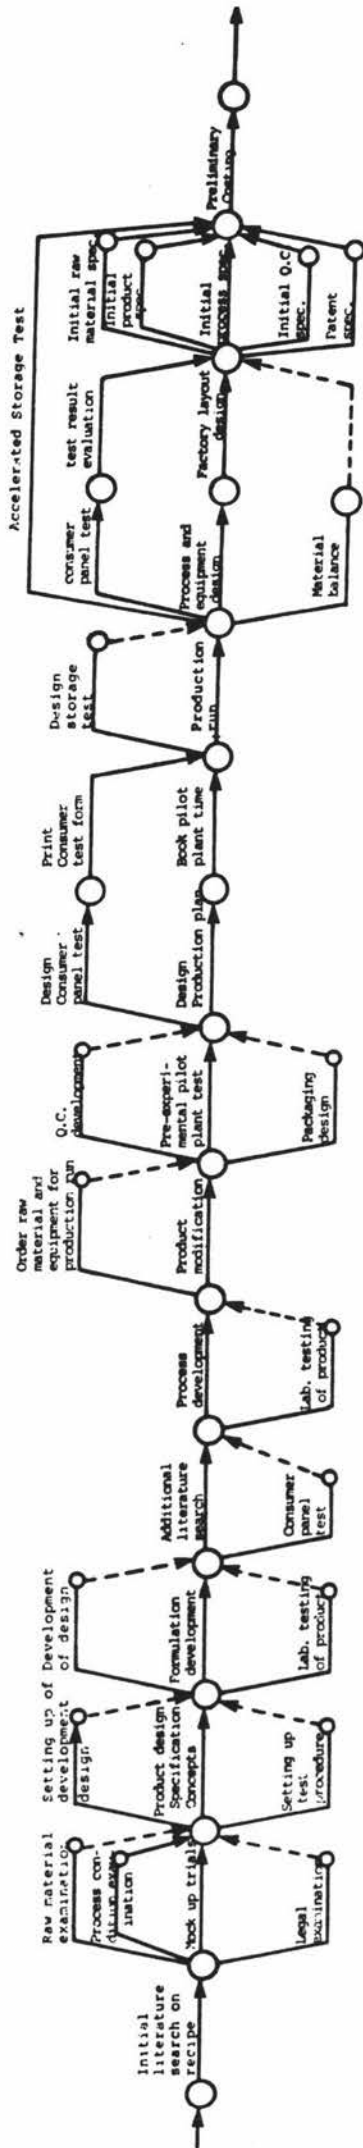 Initial
literature
search on
recipe
Raw material
examination
Process con-
dition exam-
ination
Mock up trials
Legal
examination
Setting up of
development
design
Product design
Specification
Concepts
Setting up
test
procedure
Development
of design
Formulation
development
Lab. testing
of product
Additional
literature
search
Consumer
panel
test
Process
development
Lab. testing
of product
Order raw
material and
equipment for
production run
Product
modification
Q.C.
development
Pre-experi-
mental pilot
plant test
Packaging
design
Design
Consumer
panel test
Design
Production plan
Print
Consumer
test form
Book pilot
plant time
Design
storage
test
Production
run
Accelerated Storage Test
consumer
panel test
Process and
equipment
design
Material
balance
test result
evaluation
Factory layout
design
Initial raw
material spec.
Initial
product
spec.
Initial
process spec.
Initial Q.C
spec.
Patent
spec.
Preliminary
Costing